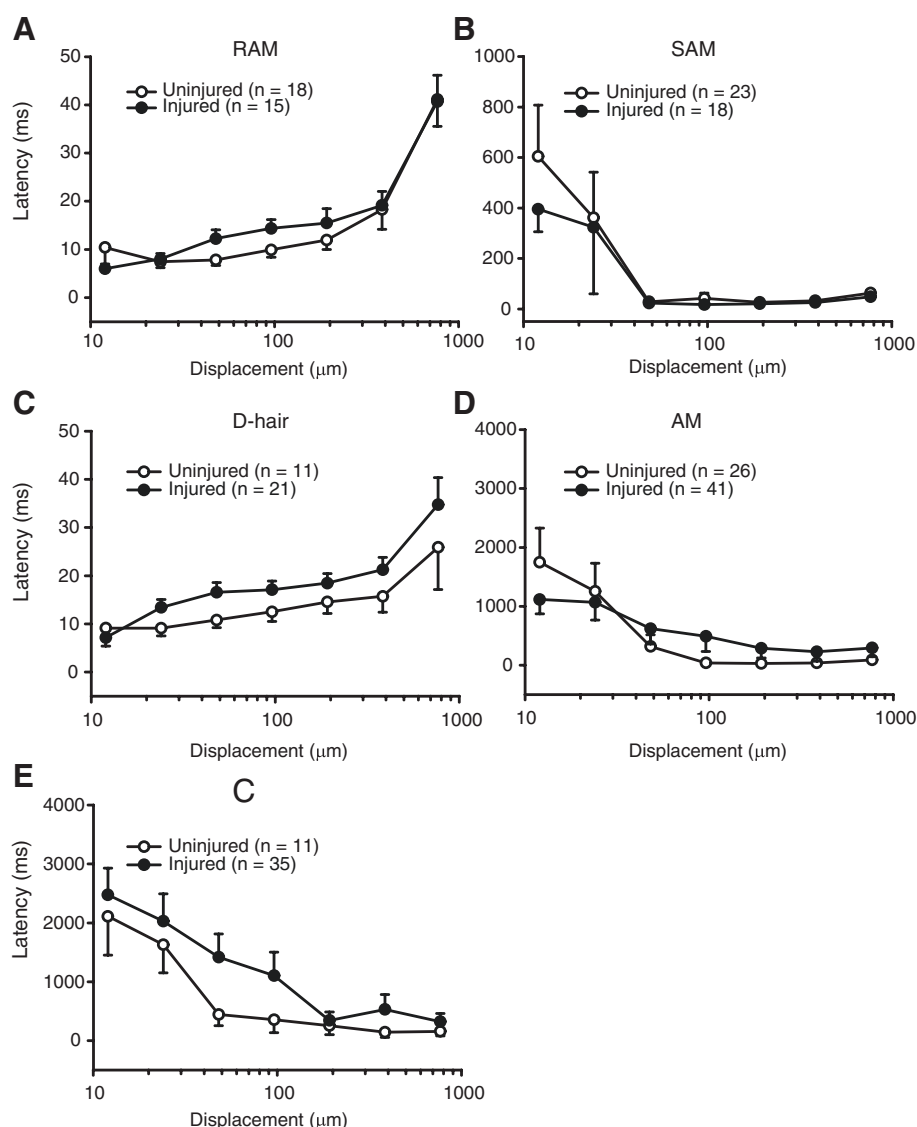 A
RAM
50
40
30
20
10
0
Latency (ms)
Uninjured (n = 18)
Injured (n = 15)
10
100
1000
Displacement (μm)
B
SAM
1000
800
600
400
200
0
Uninjured (n = 23)
Injured (n = 18)
10
100
1000
Displacement (μm)
C
D-hair
50
40
30
20
10
0
Latency (ms)
Uninjured (n = 11)
Injured (n = 21)
10
100
1000
Displacement (μm)
D
AM
4000
3000
2000
1000
0
Uninjured (n = 26)
Injured (n = 41)
10
100
1000
Displacement (μm)
E
C
4000
3000
2000
1000
0
Latency (ms)
Uninjured (n = 11)
Injured (n = 35)
10
100
1000
Displacement (μm)